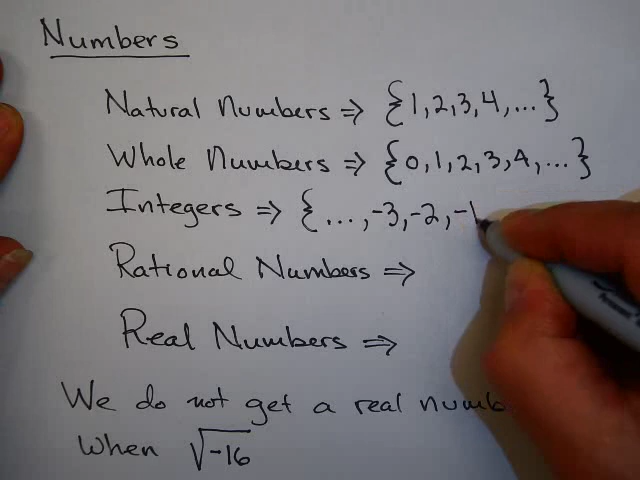 Numbers
Natural Numbers ⇒ {1, 2, 3, 4, ...}
Whole Numbers ⇒ {0, 1, 2, 3, 4, ...}
Integers ⇒ {..., -3, -2, -1
Rational Numbers ⇒
Real Numbers ⇒
We do not get a real numb
When √-16